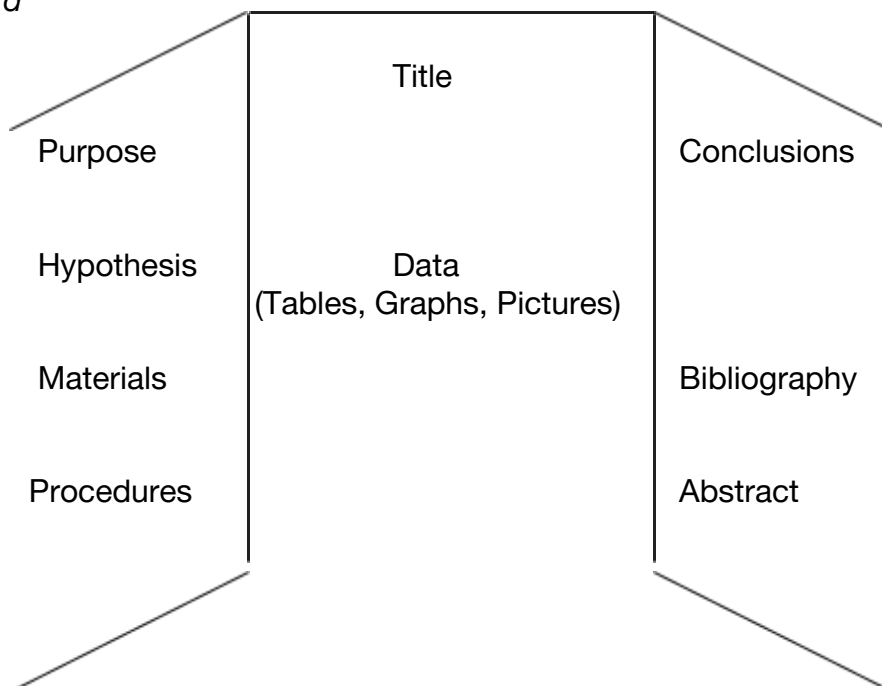 Title
Purpose
Hypothesis
Materials
Procedures
Data
(Tables, Graphs, Pictures)
Conclusions
Bibliography
Abstract